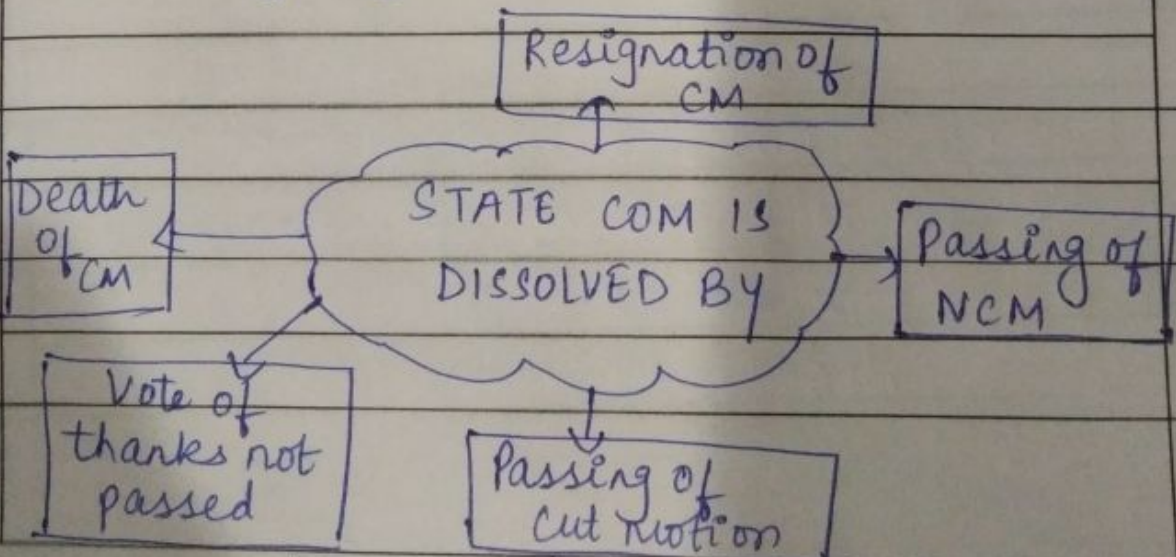 Resignation of
CM
Death
of
CM
STATE COM IS
DISSOLVED BY
Passing of
NCM
Vote of
thanks not
passed
Passing of
Cut Motion